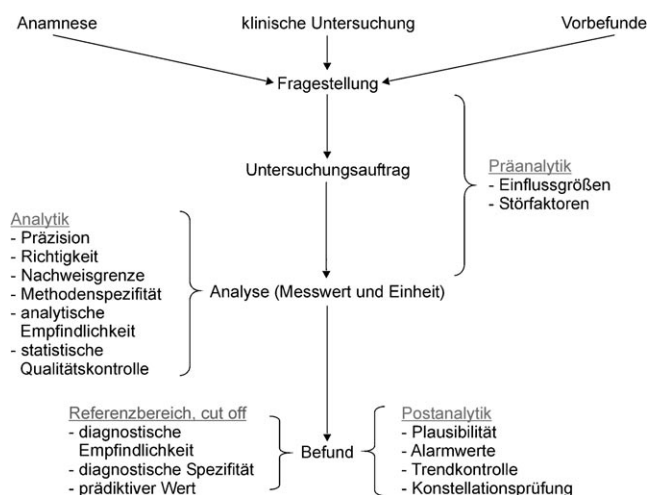 Anamnese
klinische Untersuchung
Vorbefunde
Fragestellung
Untersuchungsauftrag
Präanalytik
- Einflussgrößen
- Störfaktoren
Analytik
- Präzision
- Richtigkeit
- Nachweisgrenze
- Methodenspezifität
- analytische
Empfindlichkeit
- statistische
Qualitätskontrolle
Analyse (Messwert und Einheit)
Referenzbereich, cut off
- diagnostische
Empfindlichkeit
- diagnostische Spezifität
- prädiktiver Wert
Befund
Postanalytik
- Plausibilität
- Alarmwerte
- Trendkontrolle
- Konstellationsprüfung